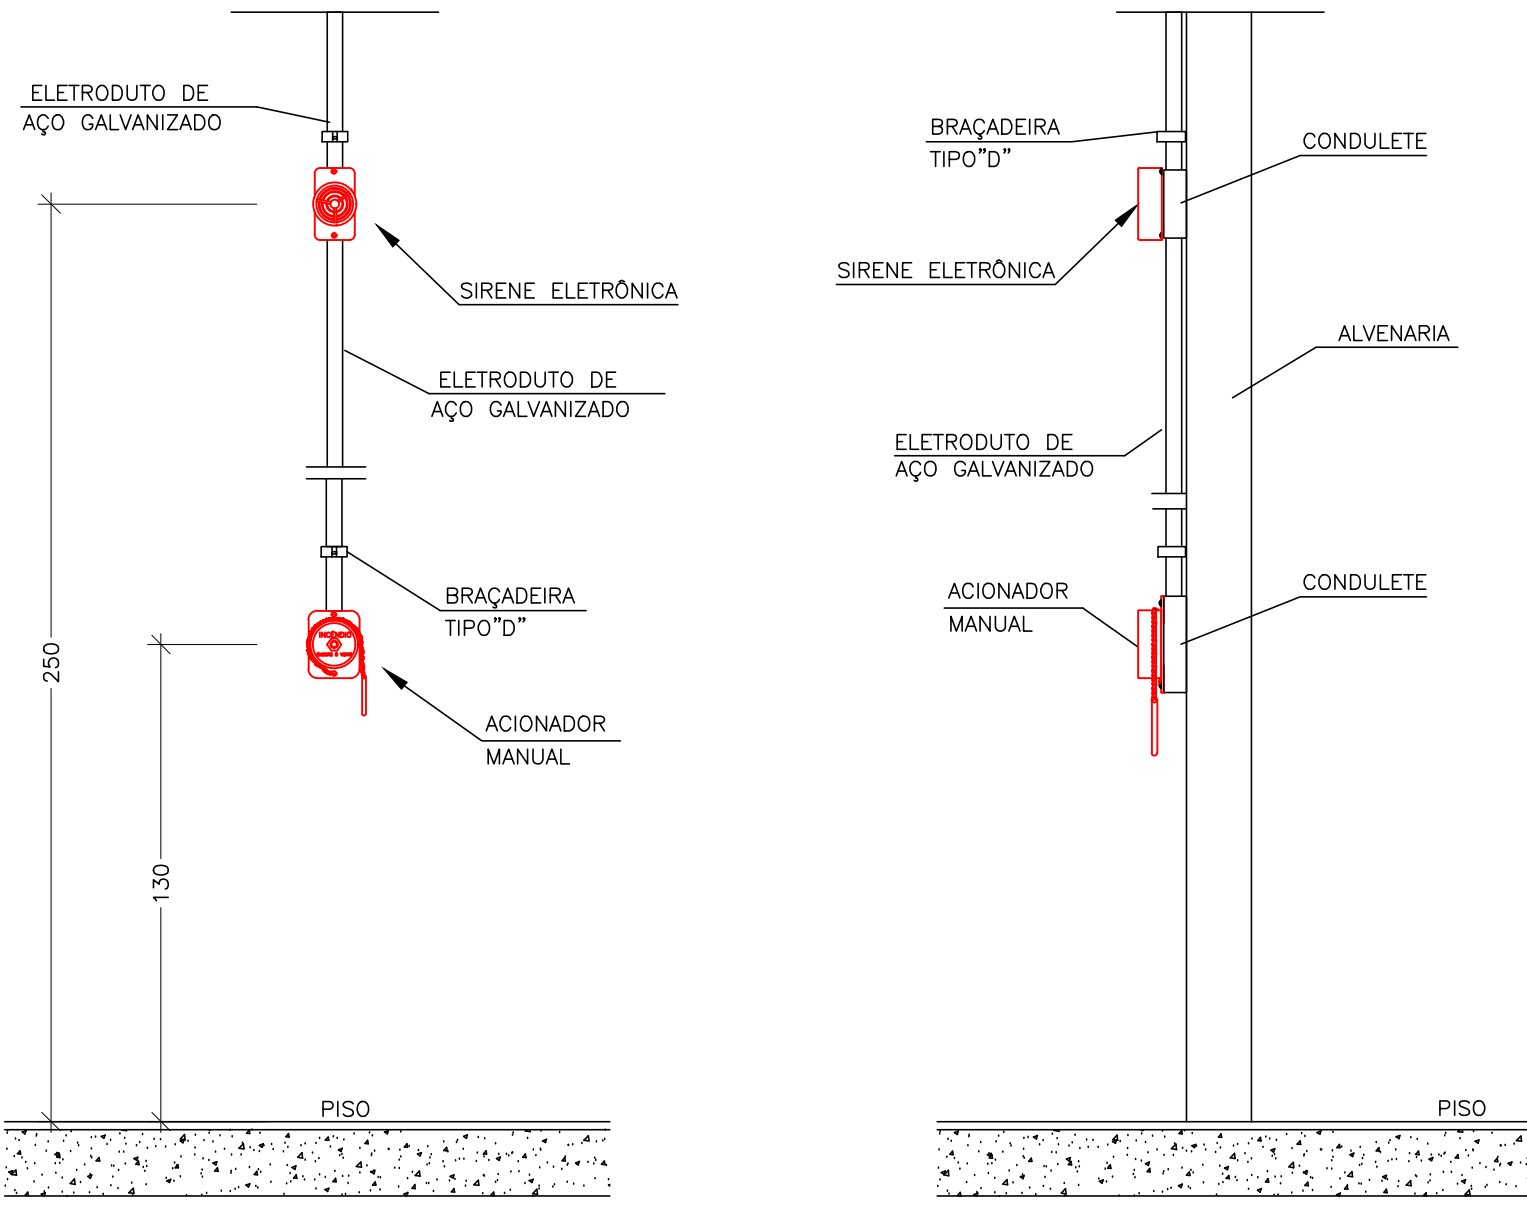 ELETRODUTO DE
AÇO GALVANIZADO
SIRENE ELETRÔNICA
ELETRODUTO DE
AÇO GALVANIZADO
BRAÇADEIRA
TIPO"D"
INCÊNDIO
ACIONADOR
MANUAL
250
130
PISO
BRAÇADEIRA
TIPO"D"
CONDULETE
SIRENE ELETRÔNICA
ALVENARIA
ELETRODUTO DE
AÇO GALVANIZADO
ACIONADOR
MANUAL
CONDULETE
PISO